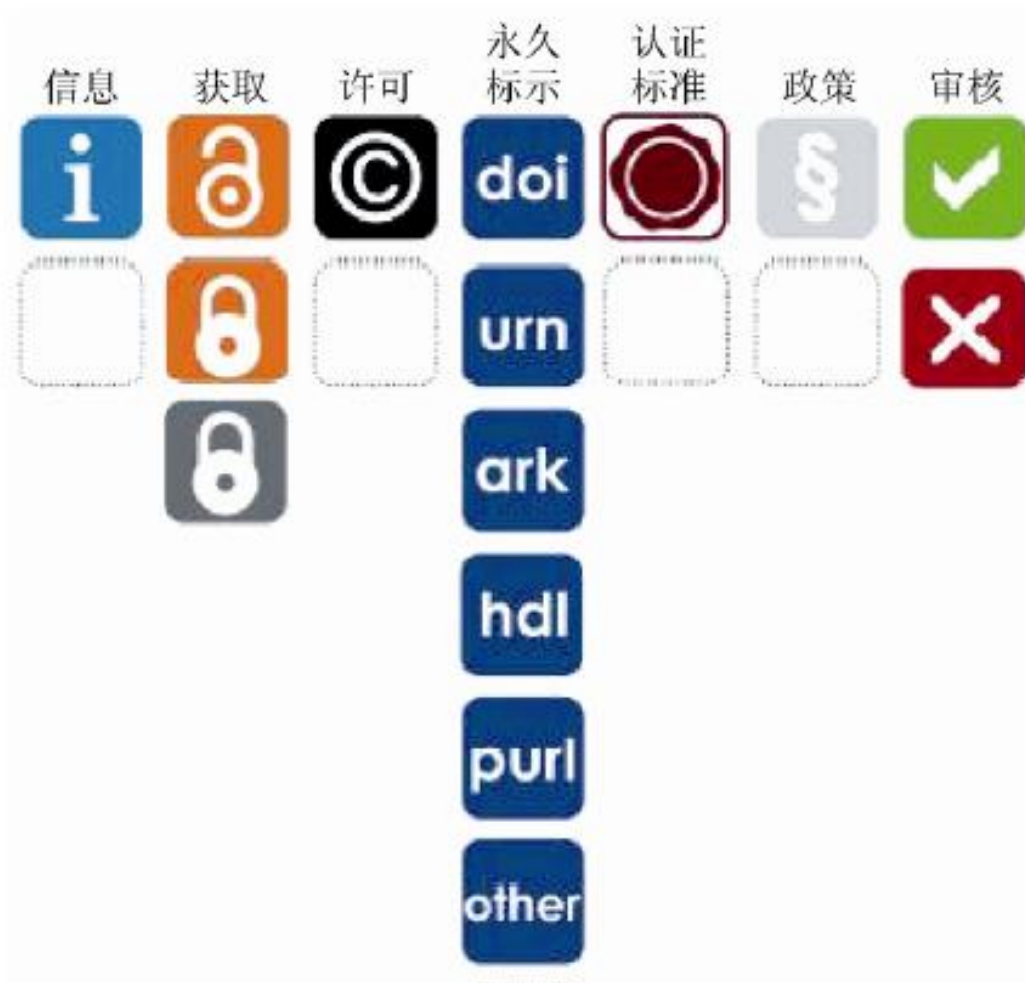 信息 获取 许可 永久标示 认证标准 政策 审核
i © doi § 
urn
ark
hdl
purl
other